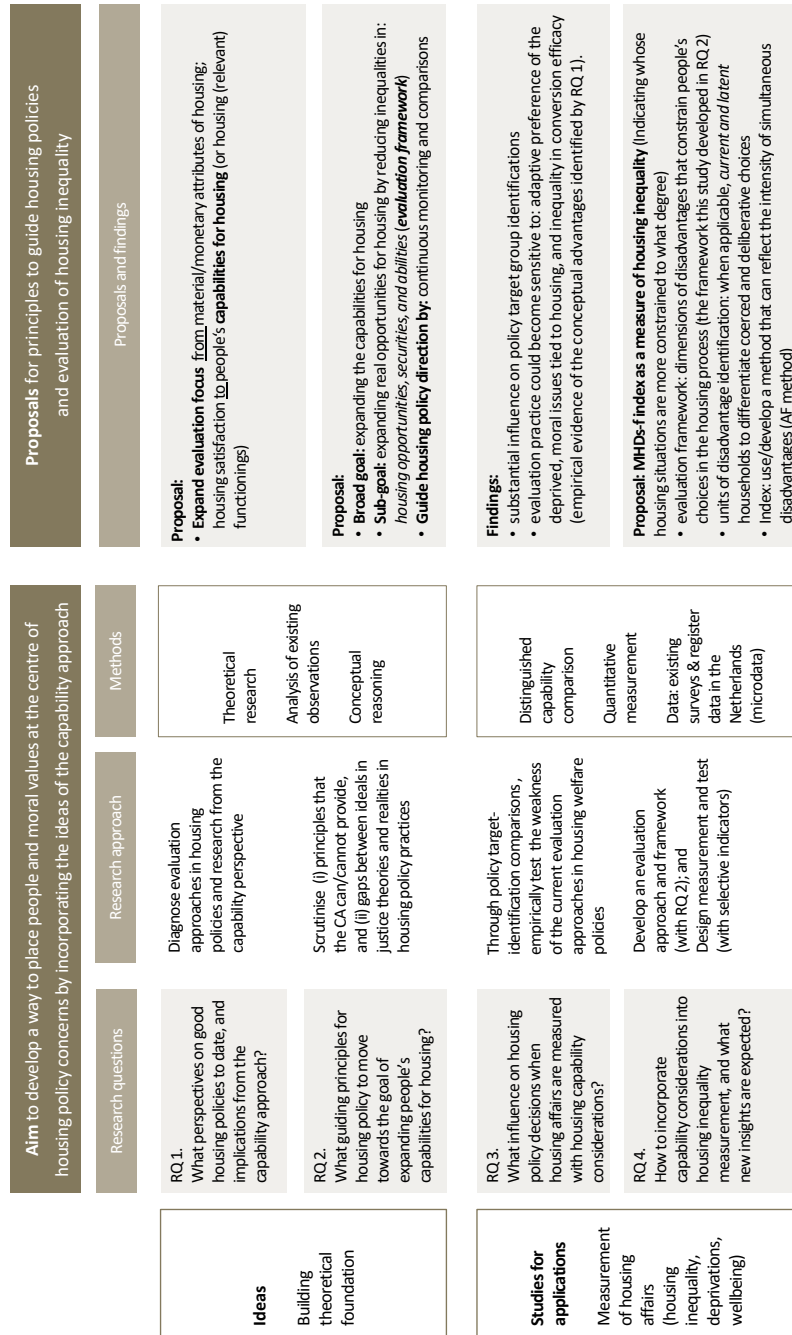 Aim to develop a way to place people and moral values at the centre of
housing policy concerns by incorporating the ideas of the capability approach
Proposals for principles to guide housing policies
and evaluation of housing inequality
Research questions
Research approach
Methods
Proposals and findings
Ideas
Building
theoretical
foundation
RQ 1.
What perspectives on good
housing policies to date, and
implications from the
capability approach?
Diagnose evaluation
approaches in housing
policies and research from the
capability perspective
Theoretical
research
Analysis of existing
observations
Conceptual
reasoning
Proposal:
• Expand evaluation focus from material/monetary attributes of housing;
housing satisfaction to people's capabilities for housing (or housing (relevant)
functionings)
RQ 2.
What guiding principles for
housing policy to move
towards the goal of
expanding people's
capabilities for housing?
Scrutinise (i) principles that
the CA can/cannot provide,
and (ii) gaps between ideals in
justice theories and realities in
housing policy practices
Proposal:
• Broad goal: expanding the capabilities for housing
• Sub-goal: expanding real opportunities for housing by reducing inequalities in:
housing opportunities, securities, and abilities (evaluation framework)
• Guide housing policy direction by: continuous monitoring and comparisons
Studies for
applications
Measurement
of housing
affairs
(housing
inequality,
deprivations,
wellbeing)
RQ 3.
What influence on housing
policy decisions when
housing affairs are measured
with housing capability
considerations?
Through policy target-
identification comparisons,
empirically test the weakness
of the current evaluation
approaches in housing welfare
policies
Distinguished
capability
comparison
Quantitative
measurement
Data: existing
surveys & register
data in the
Netherlands
(microdata)
Findings:
• substantial influence on policy target group identifications
• evaluation practice could become sensitive to: adaptive preference of the
deprived, moral issues tied to housing, and inequality in conversion efficacy
(empirical evidence of the conceptual advantages identified by RQ 1).
RQ 4.
How to incorporate
capability considerations into
housing inequality
measurement, and what
new insights are expected?
Develop an evaluation
approach and framework
(with RQ 2); and
Design measurement and test
(with selective indicators)
Proposal: MHDs-f index as a measure of housing inequality (Indicating whose
housing situations are more constrained to what degree)
• evaluation framework: dimensions of disadvantages that constrain people's
choices in the housing process (the framework this study developed in RQ 2)
• units of disadvantage identification: when applicable, current and latent
households to differentiate coerced and deliberative choices
• Index: use/develop a method that can reflect the intensity of simultaneous
disadvantages (AF method)